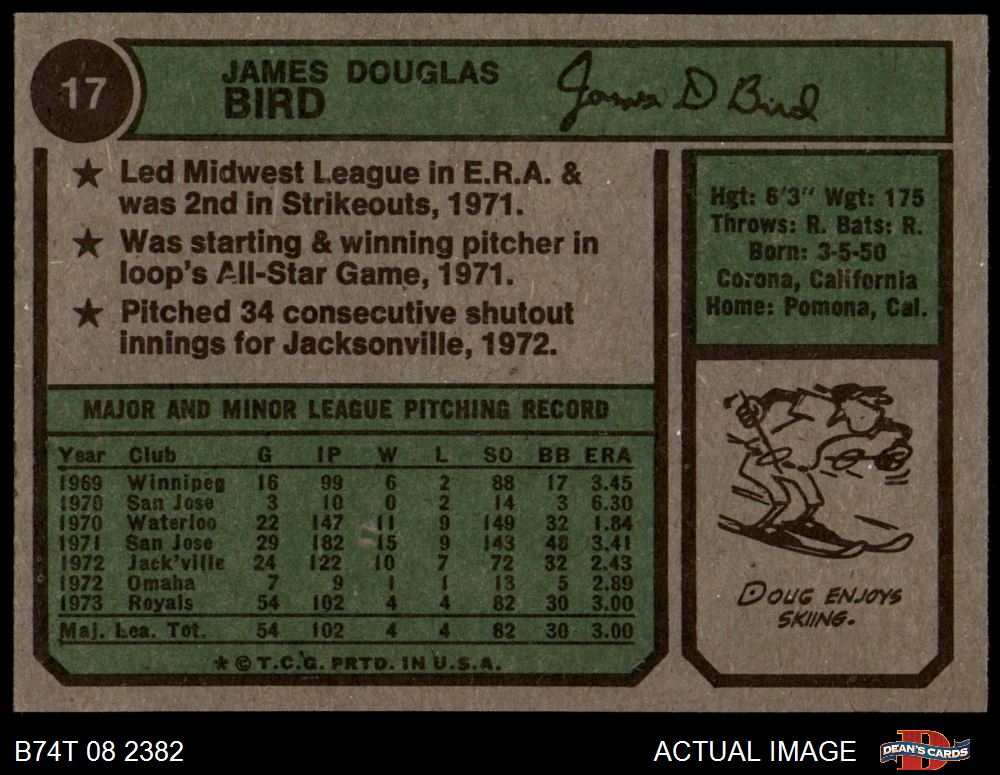 17
JAMES DOUGLAS
BIRD
James D Bird
★ Led Midwest League in E.R.A. &
was 2nd in Strikeouts, 1971.
★ Was starting & winning pitcher in
loop's All-Star Game, 1971.
★ Pitched 34 consecutive shutout
innings for Jacksonville, 1972.
Hgt: 6'3" Wgt: 175
Throws: R. Bats: R.
Born: 3-5-50
Corona, California
Home: Pomona, Cal.
MAJOR AND MINOR LEAGUE PITCHING RECORD
Year Club G IP W L SO BB ERA
1969 Winnipeg 16 99 6 2 88 17 3.45
1970 San Jose 3 10 0 2 14 3 6.30
1970 Waterloo 22 147 11 9 149 32 1.84
1971 San Jose 29 182 15 9 143 48 3.41
1972 Jack'ville 24 122 10 7 72 32 2.43
1972 Omaha 7 9 1 1 13 5 2.89
1973 Royals 54 102 4 4 82 30 3.00
Maj. Lea. Tot. 54 102 4 4 82 30 3.00
★ © T.C.G. PRTD. IN U.S.A.
DOUG ENJOYS
SKIING.
B74T 08 2382
ACTUAL IMAGE
D
DEAN'S CARDS